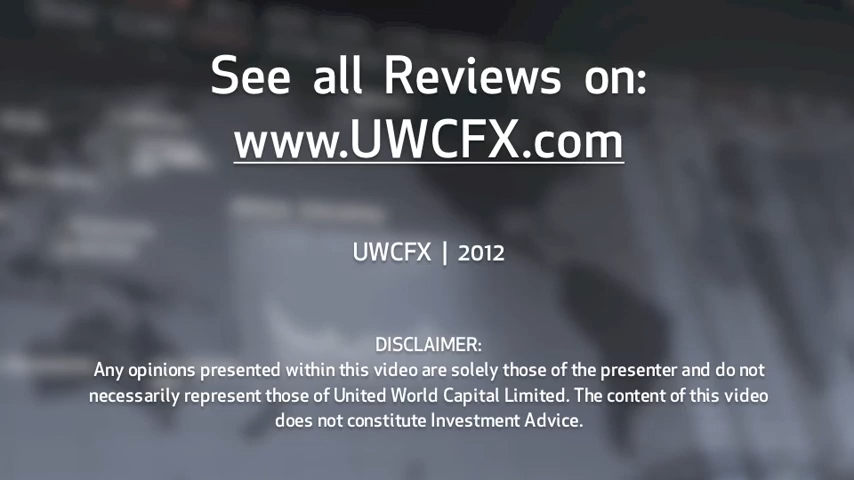 See all Reviews on:
www.UWCFX.com
UWCFX | 2012
DISCLAIMER:
Any opinions presented within this video are solely those of the presenter and do not
necessarily represent those of United World Capital Limited. The content of this video
does not constitute Investment Advice.